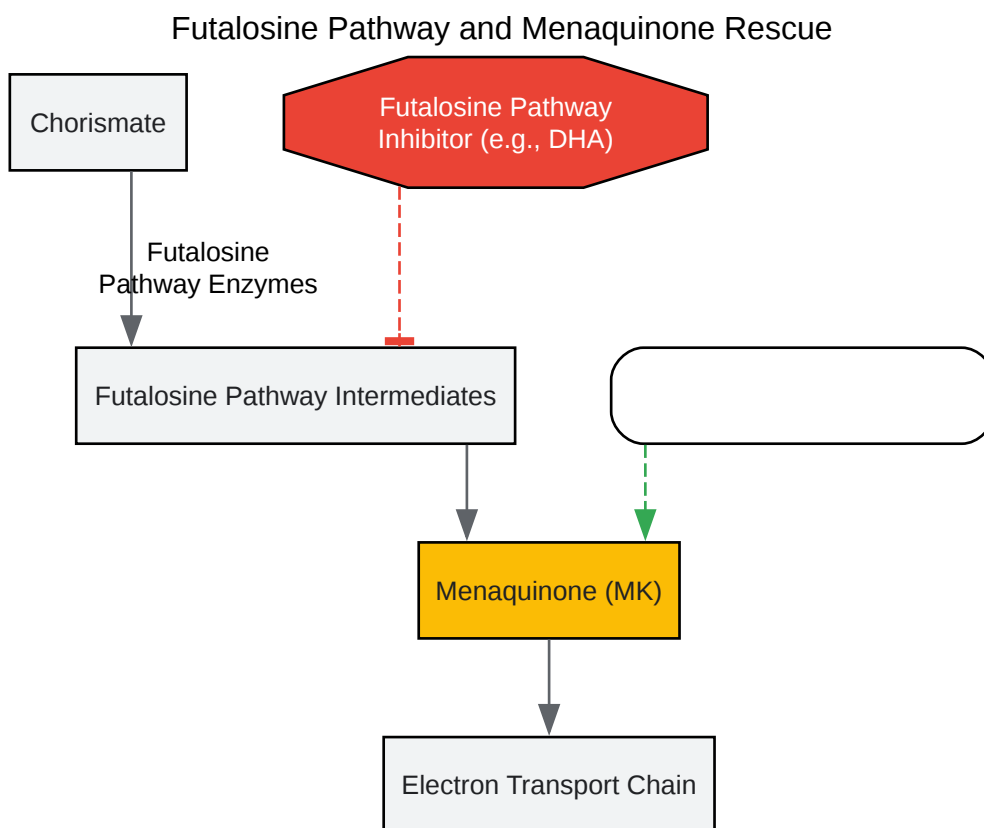 Futalosine Pathway and Menaquinone Rescue
Chorismate
Futalosine Pathway
Inhibitor (e.g., DHA)
Futalosine
Pathway Enzymes
Futalosine Pathway Intermediates
Menaquinone (MK)
Electron Transport Chain